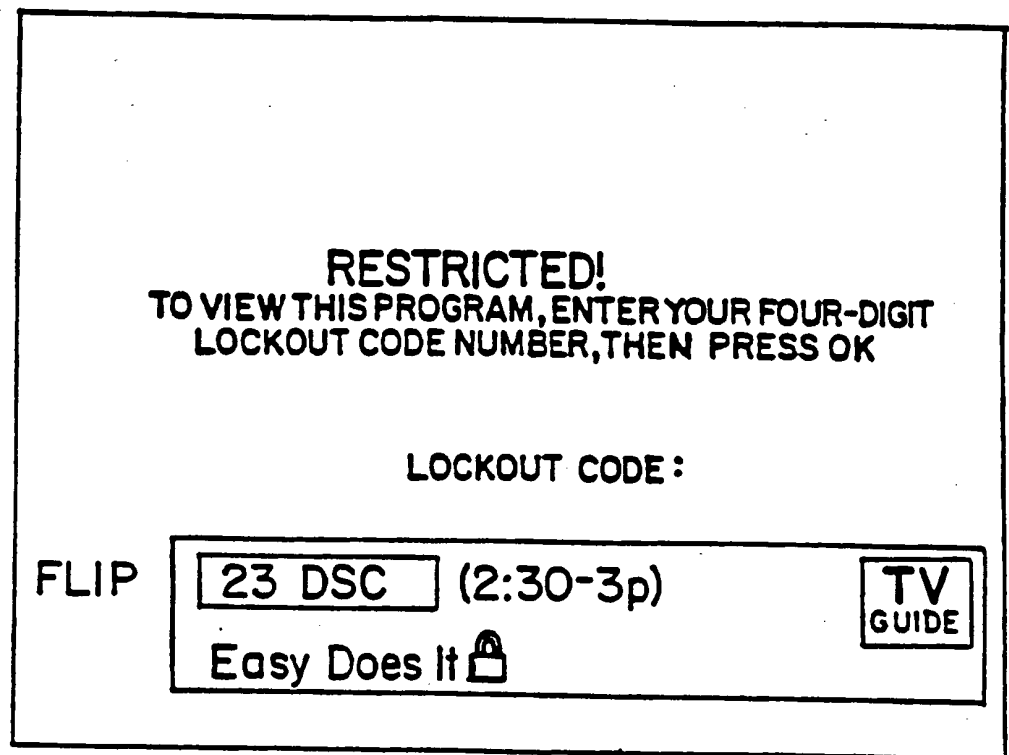 RESTRICTED!
TO VIEW THIS PROGRAM, ENTER YOUR FOUR-DIGIT
LOCKOUT CODE NUMBER, THEN PRESS OK
LOCKOUT CODE:
FLIP
23 DSC (2:30-3p)
TV
GUIDE
Easy Does It